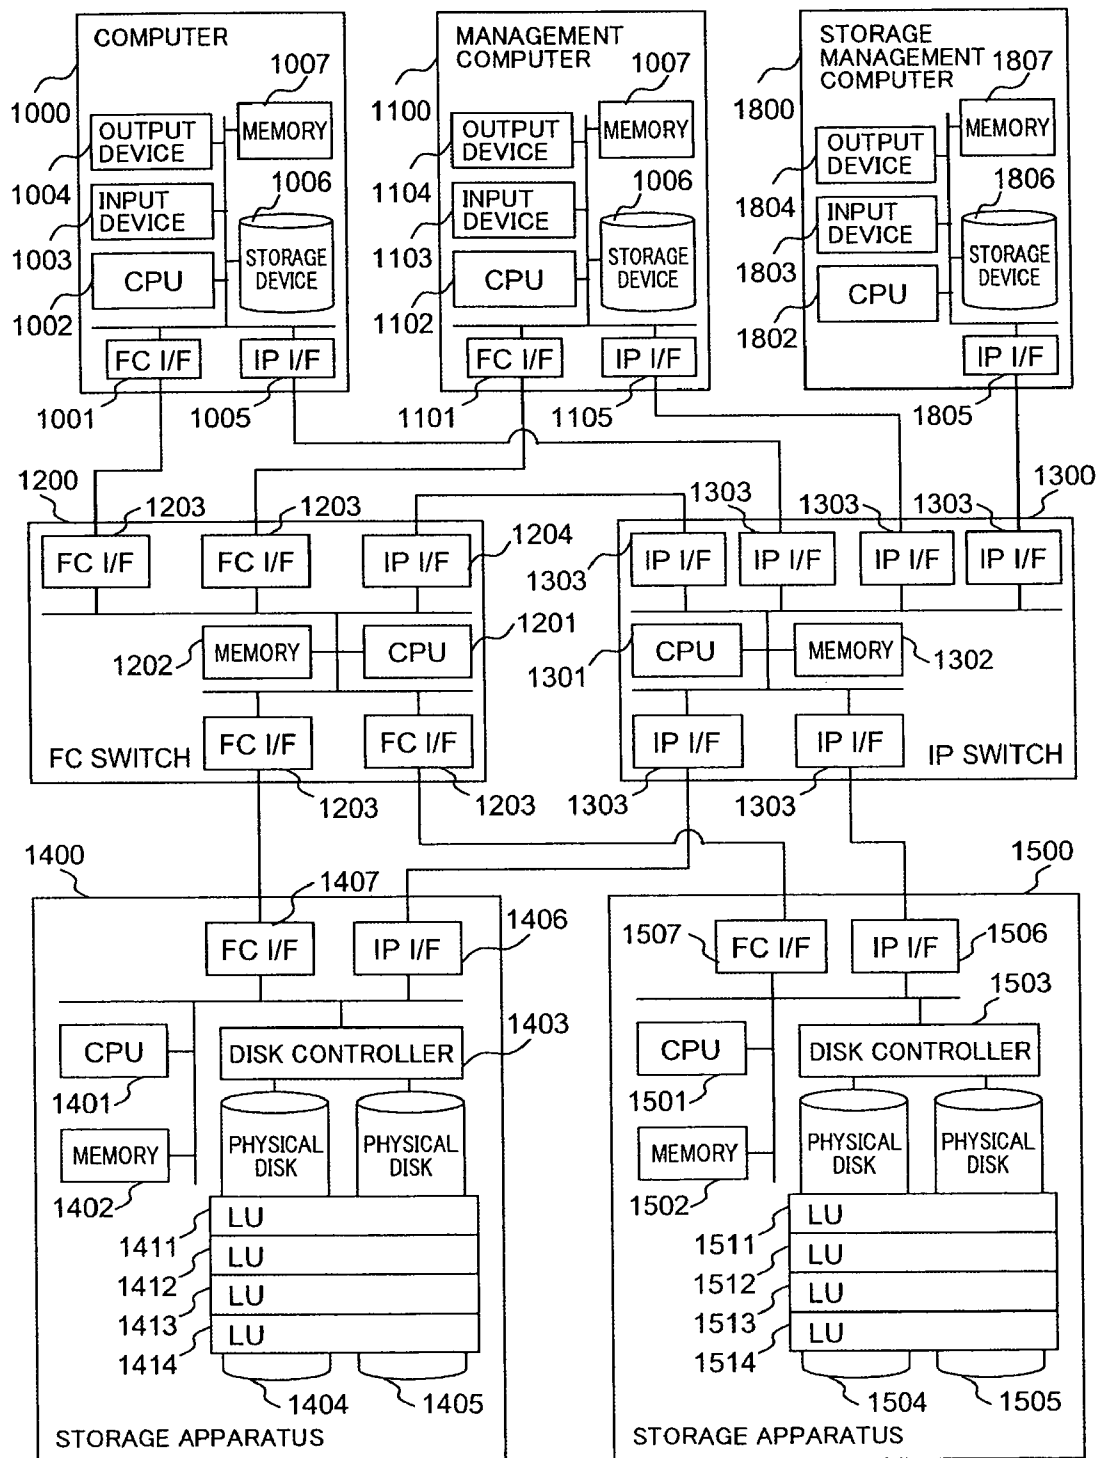 COMPUTER
1007
1000
OUTPUT
DEVICE
MEMORY
1004
1006
INPUT
DEVICE
1003
STORAGE
DEVICE
CPU
1002
FC I/F
IP I/F
1001
1005
MANAGEMENT
COMPUTER
1007
1100
OUTPUT
DEVICE
MEMORY
1104
1006
INPUT
DEVICE
1103
STORAGE
DEVICE
CPU
1102
FC I/F
IP I/F
1101
1105
STORAGE
MANAGEMENT
COMPUTER
1807
1800
MEMORY
OUTPUT
DEVICE
1804
1806
INPUT
DEVICE
1803
STORAGE
DEVICE
CPU
1802
IP I/F
1805
1200
1203
1203
FC I/F
FC I/F
IP I/F
1204
1202
MEMORY
CPU
1201
FC I/F
FC I/F
FC SWITCH
1203
1203
1300
1303
1303
1303
IP I/F
IP I/F
IP I/F
IP I/F
1303
CPU
MEMORY
1301
1302
IP I/F
IP I/F
IP SWITCH
1303
1303
1400
1407
1406
FC I/F
IP I/F
1403
CPU
DISK CONTROLLER
1401
PHYSICAL
DISK
PHYSICAL
DISK
MEMORY
1402
LU
1411
LU
1412
LU
1413
LU
1414
1404
1405
STORAGE APPARATUS
1500
1507
FC I/F
IP I/F
1506
1503
CPU
DISK CONTROLLER
1501
PHYSICAL
DISK
PHYSICAL
DISK
MEMORY
1502
LU
1511
LU
1512
LU
1513
LU
1514
1504
1505
STORAGE APPARATUS